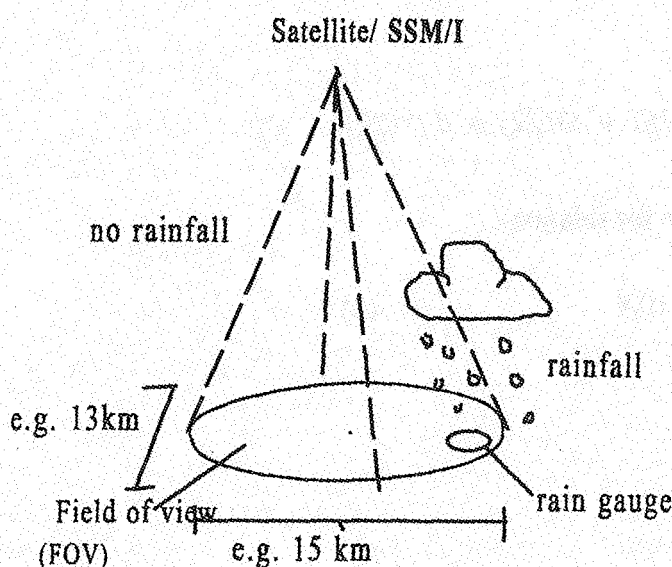 Satellite/ SSM/I
no rainfall
rainfall
e.g. 13km
Field of view
(FOV)
rain gauge
e.g. 15 km